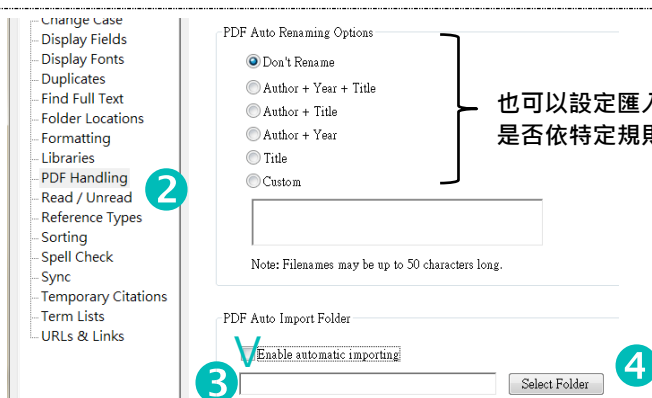 Change Case
Display Fields
Display Fonts
Duplicates
Find Full Text
Folder Locations
Formatting
Libraries
PDF Handling
2
Read / Unread
Reference Types
Sorting
Spell Check
Sync
Temporary Citations
Term Lists
URLs & Links
PDF Auto Renaming Options
Don't Rename
Author + Year + Title
Author + Title
Author + Year
Title
Custom
也可以設定匯入
是否依特定規則
Note: Filenames may be up to 50 characters long.
PDF Auto Import Folder
Enable automatic importing
3
Select Folder
4